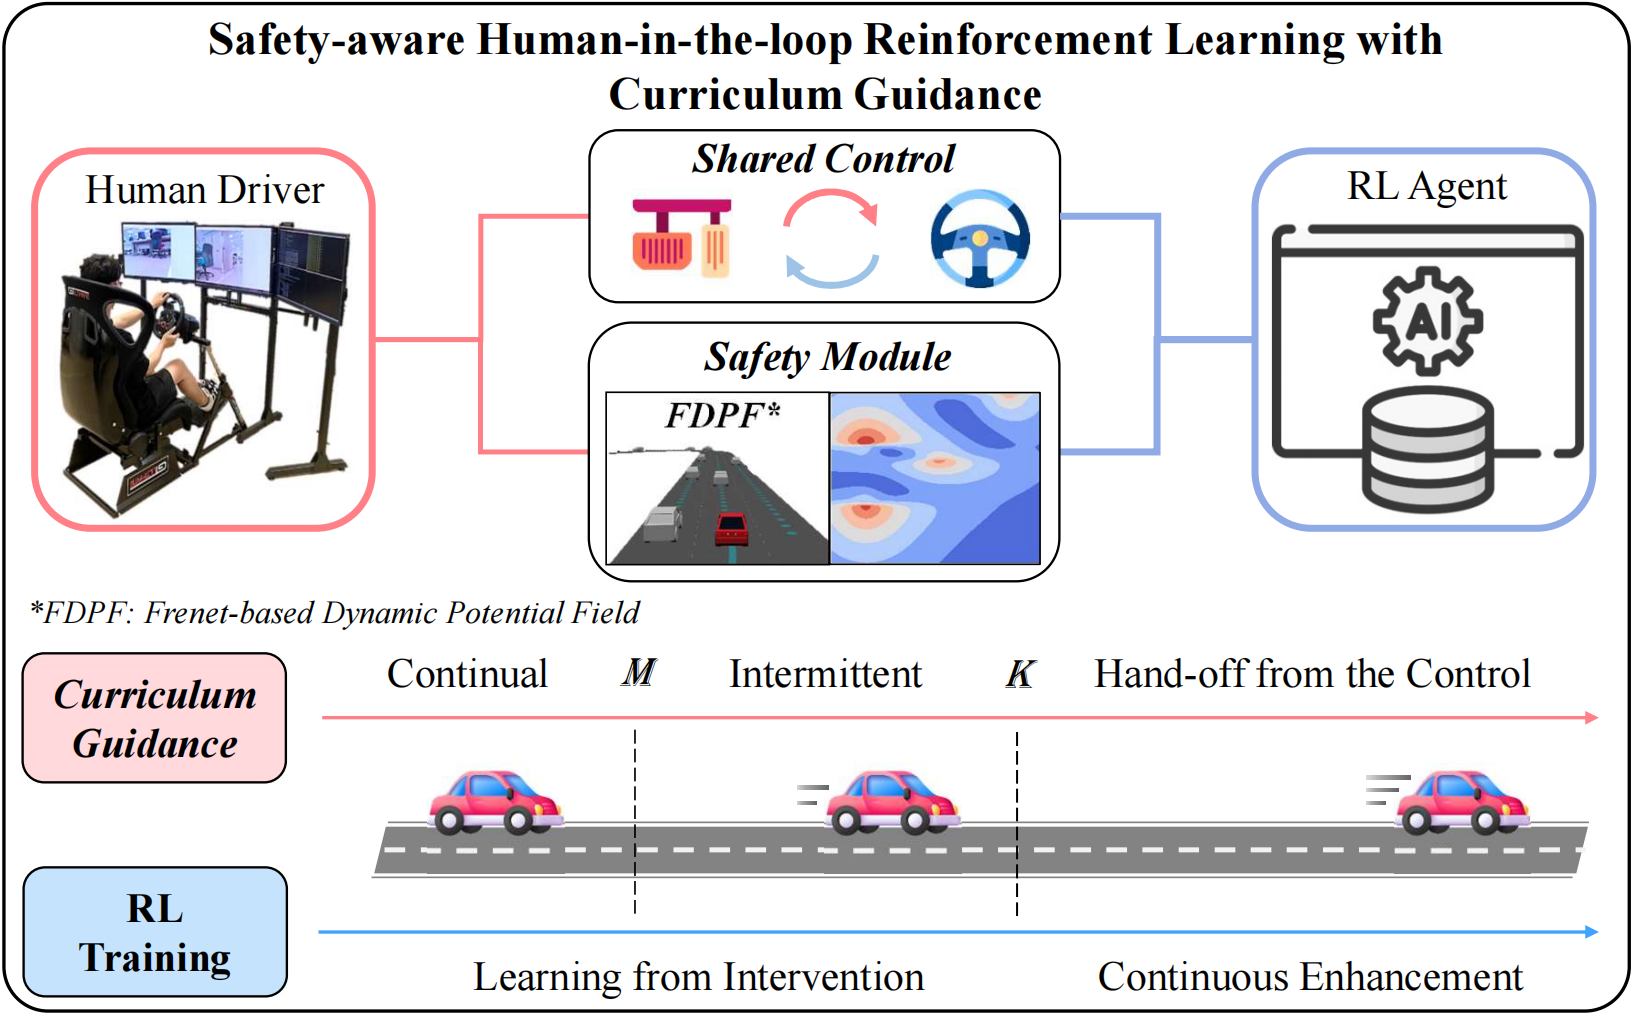 Safety-aware Human-in-the-loop Reinforcement Learning with
Curriculum Guidance
Human Driver
Shared Control
RL Agent
AI
Safety Module
FDPF*
*FDPF: Frenet-based Dynamic Potential Field
Curriculum
Guidance
Continual
M
Intermittent
K
Hand-off from the Control
RL
Training
Learning from Intervention
Continuous Enhancement